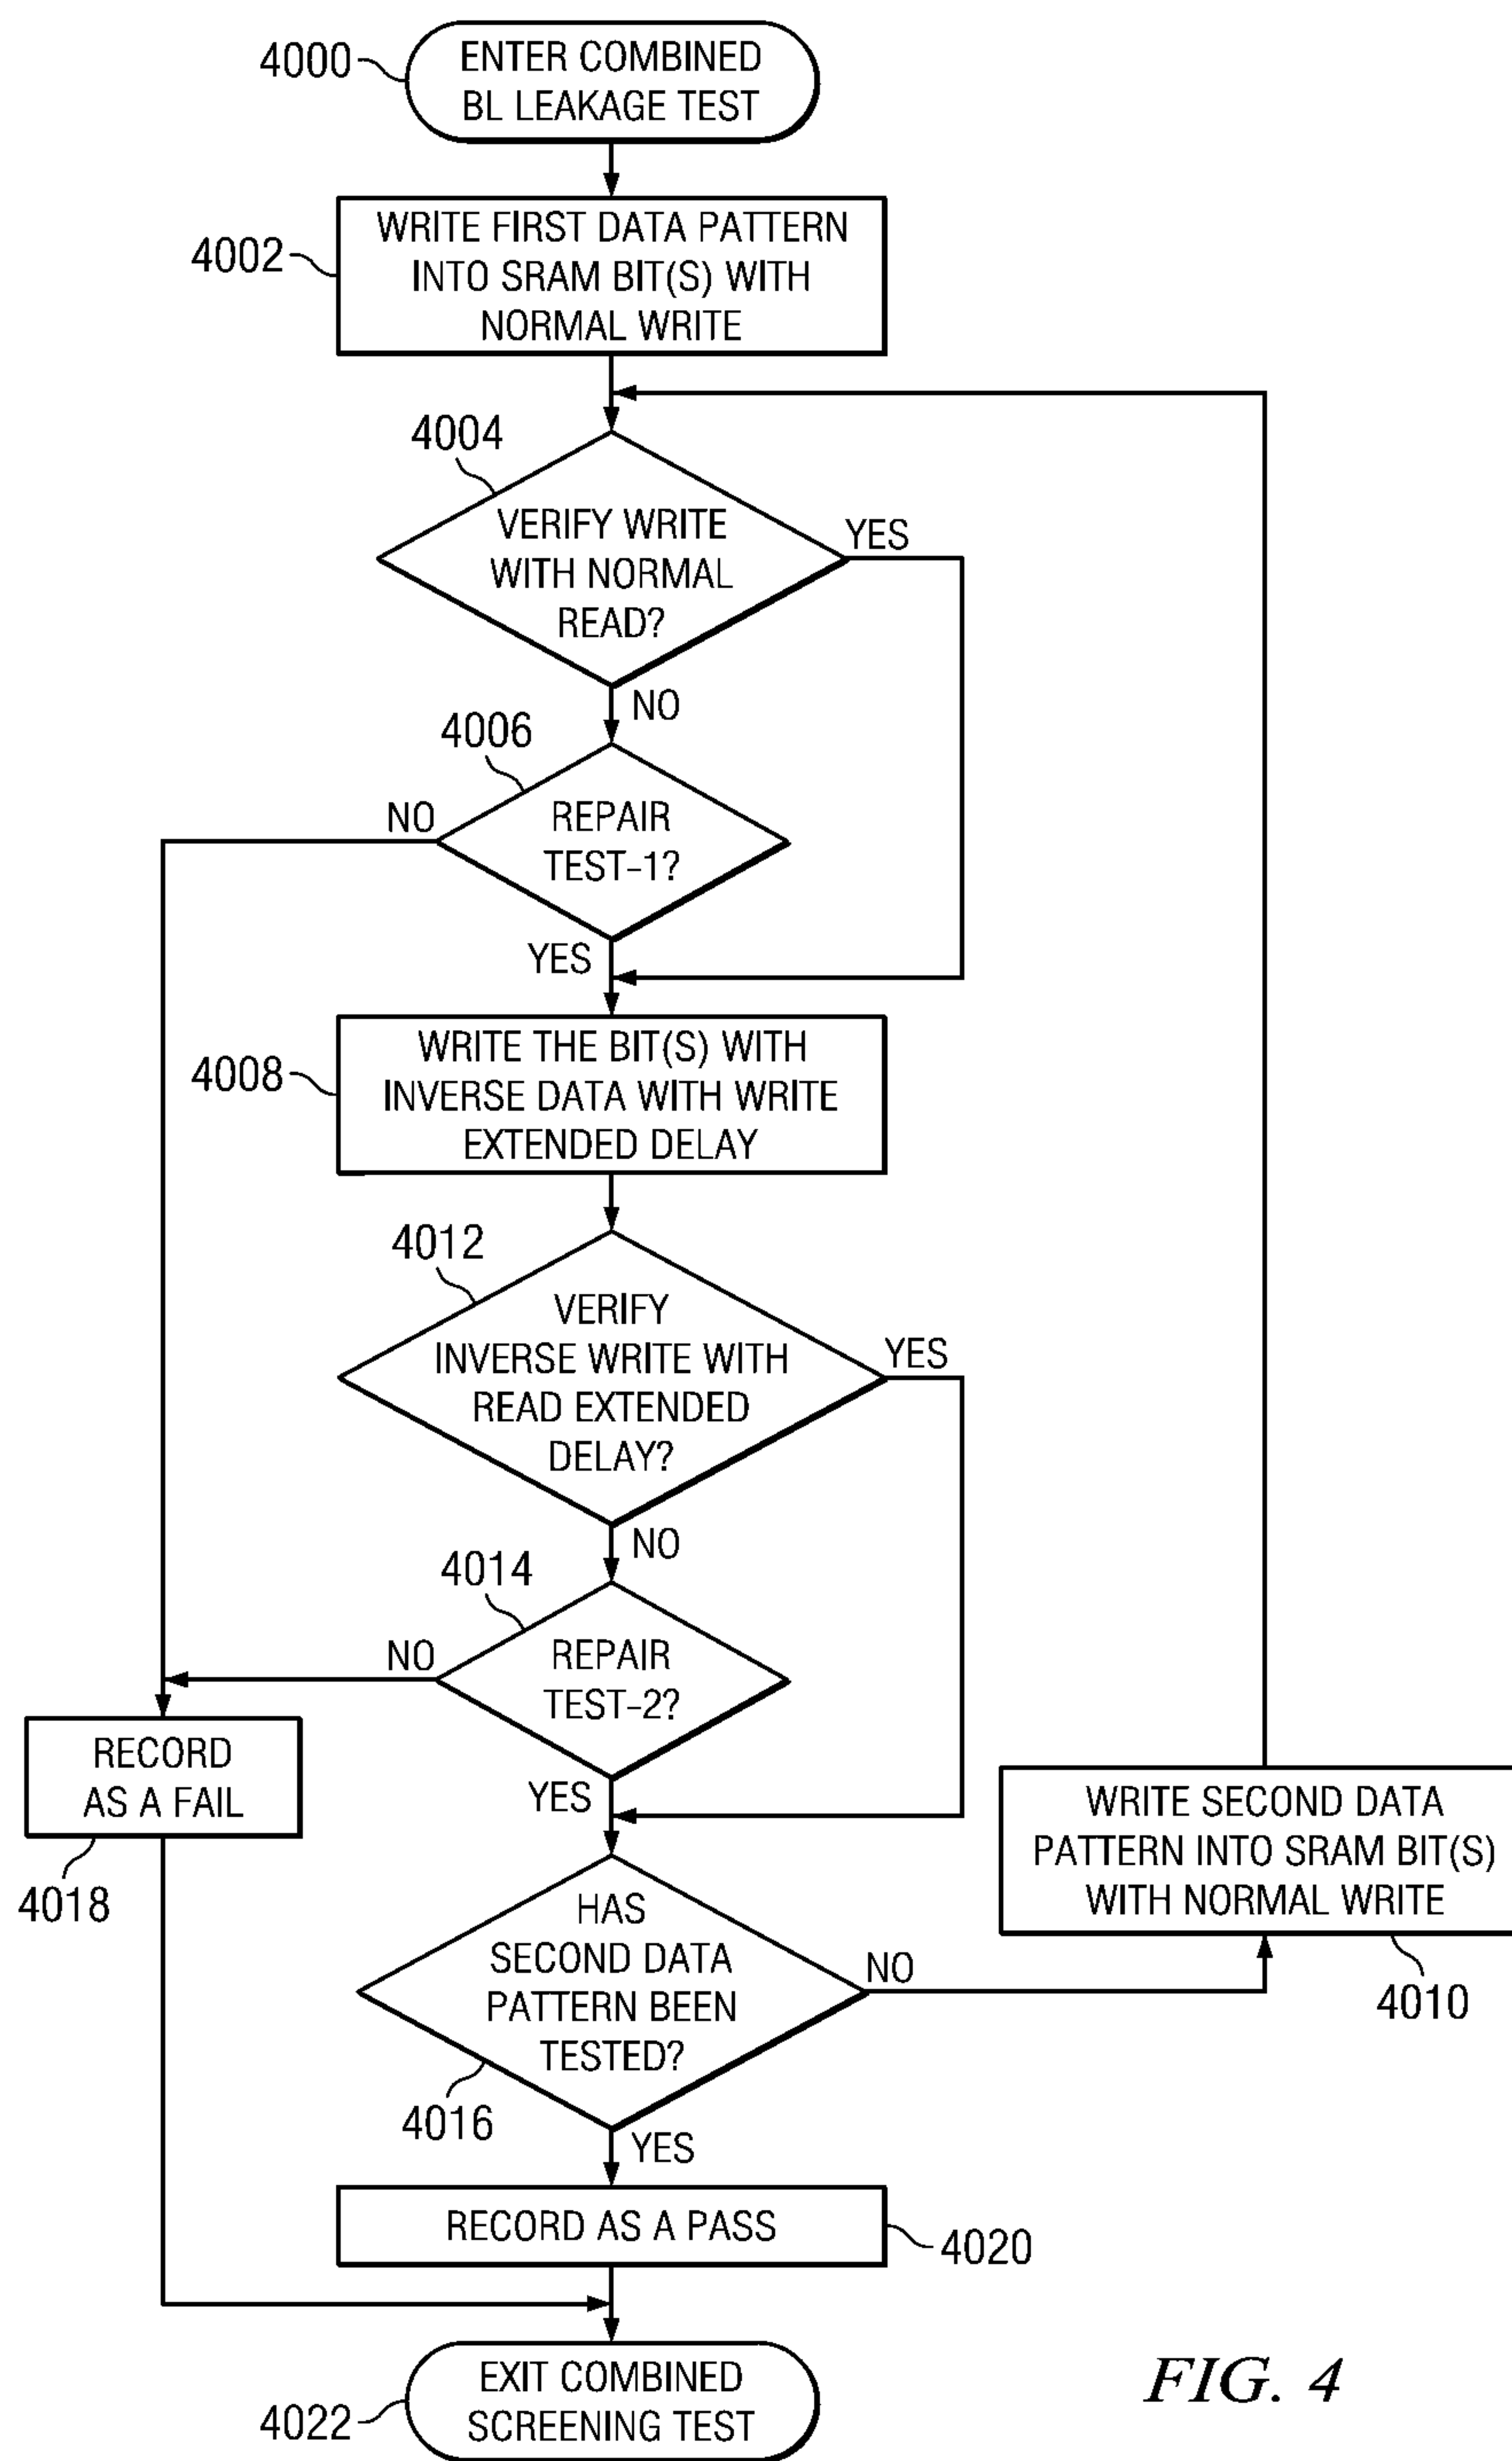 4000
ENTER COMBINED
BL LEAKAGE TEST
4002
WRITE FIRST DATA PATTERN
INTO SRAM BIT(S) WITH
NORMAL WRITE
4004
VERIFY WRITE
WITH NORMAL
READ?
YES
NO
4006
REPAIR
TEST-1?
NO
YES
4008
WRITE THE BIT(S) WITH
INVERSE DATA WITH WRITE
EXTENDED DELAY
4012
VERIFY
INVERSE WRITE WITH
READ EXTENDED
DELAY?
YES
NO
4014
REPAIR
TEST-2?
NO
YES
RECORD
AS A FAIL
4018
WRITE SECOND DATA
PATTERN INTO SRAM BIT(S)
WITH NORMAL WRITE
4010
HAS
SECOND DATA
PATTERN BEEN
TESTED?
NO
4016
YES
RECORD AS A PASS
4020
EXIT COMBINED
SCREENING TEST
4022
FIG. 4